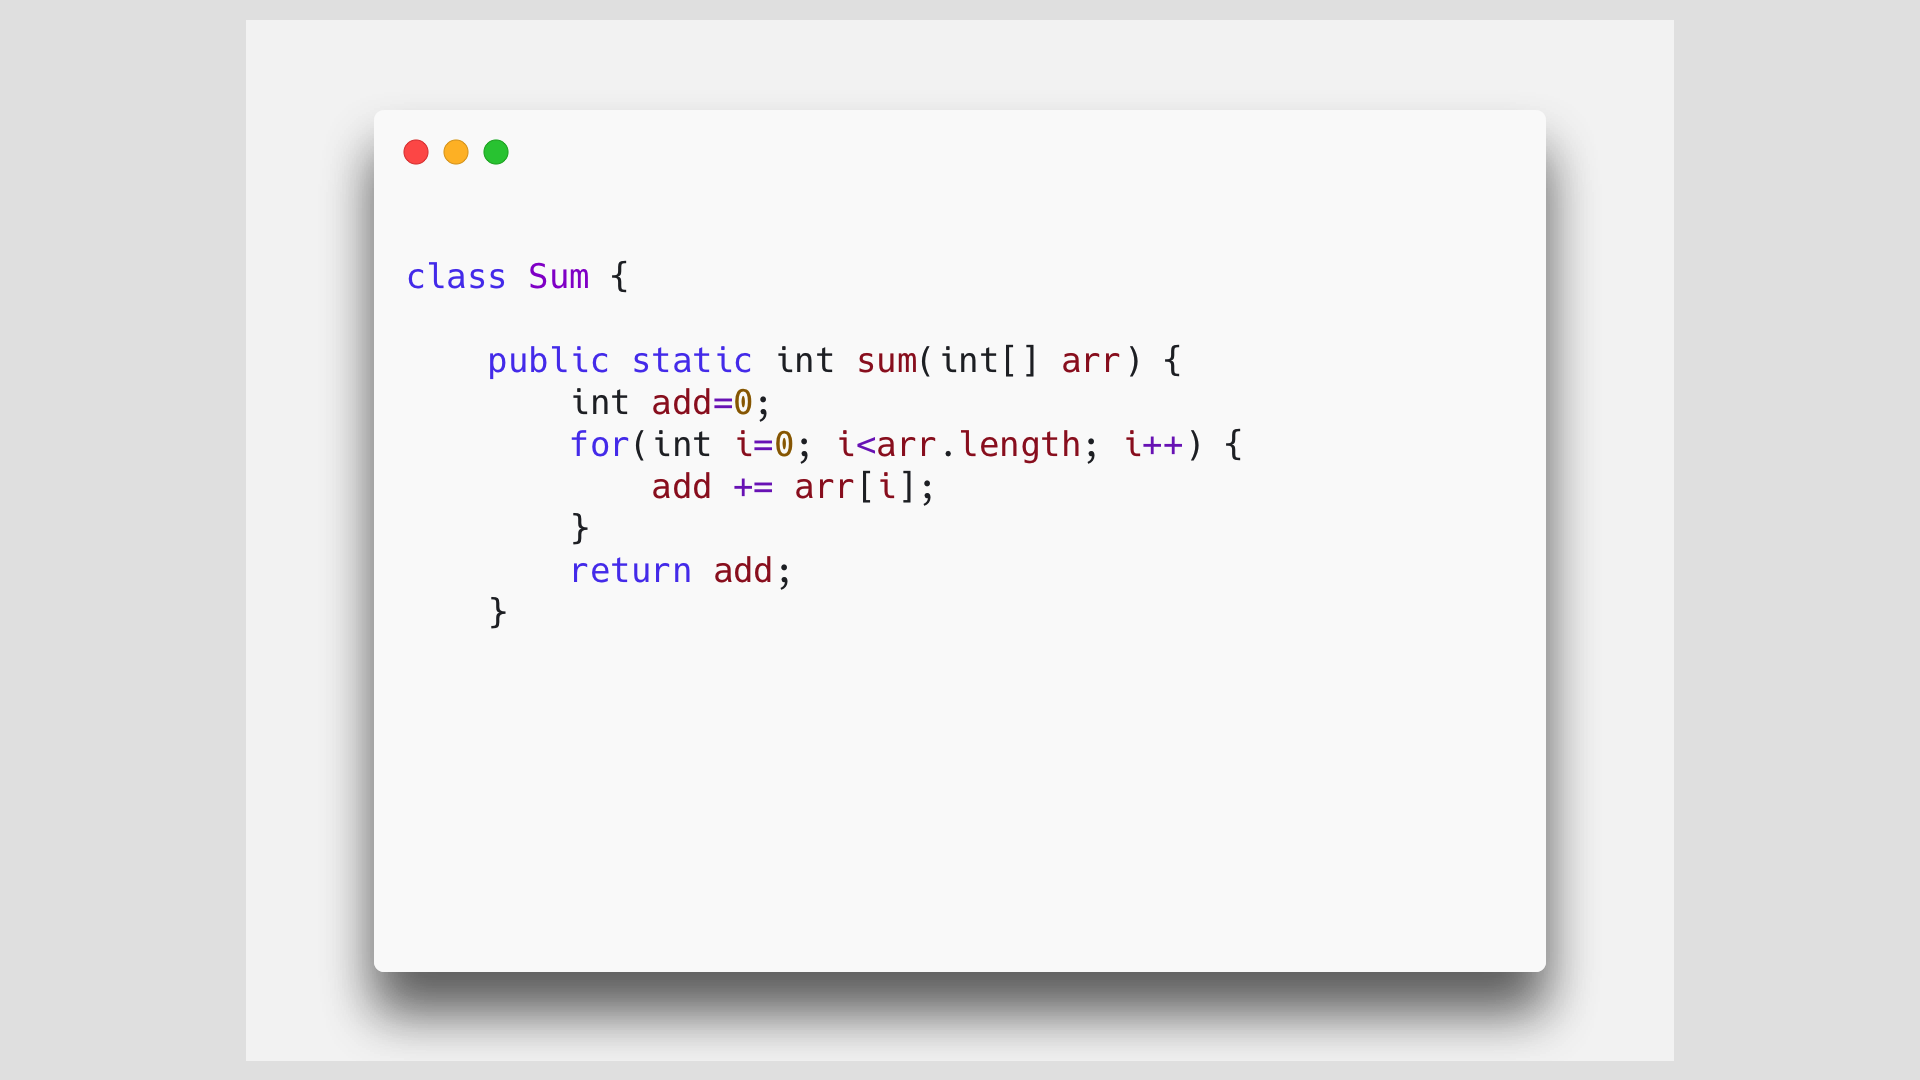 class Sum {
    public static int sum(int[] arr) {
        int add=0;
        for(int i=0; i<arr.length; i++) {
            add += arr[i];
        }
        return add;
    }